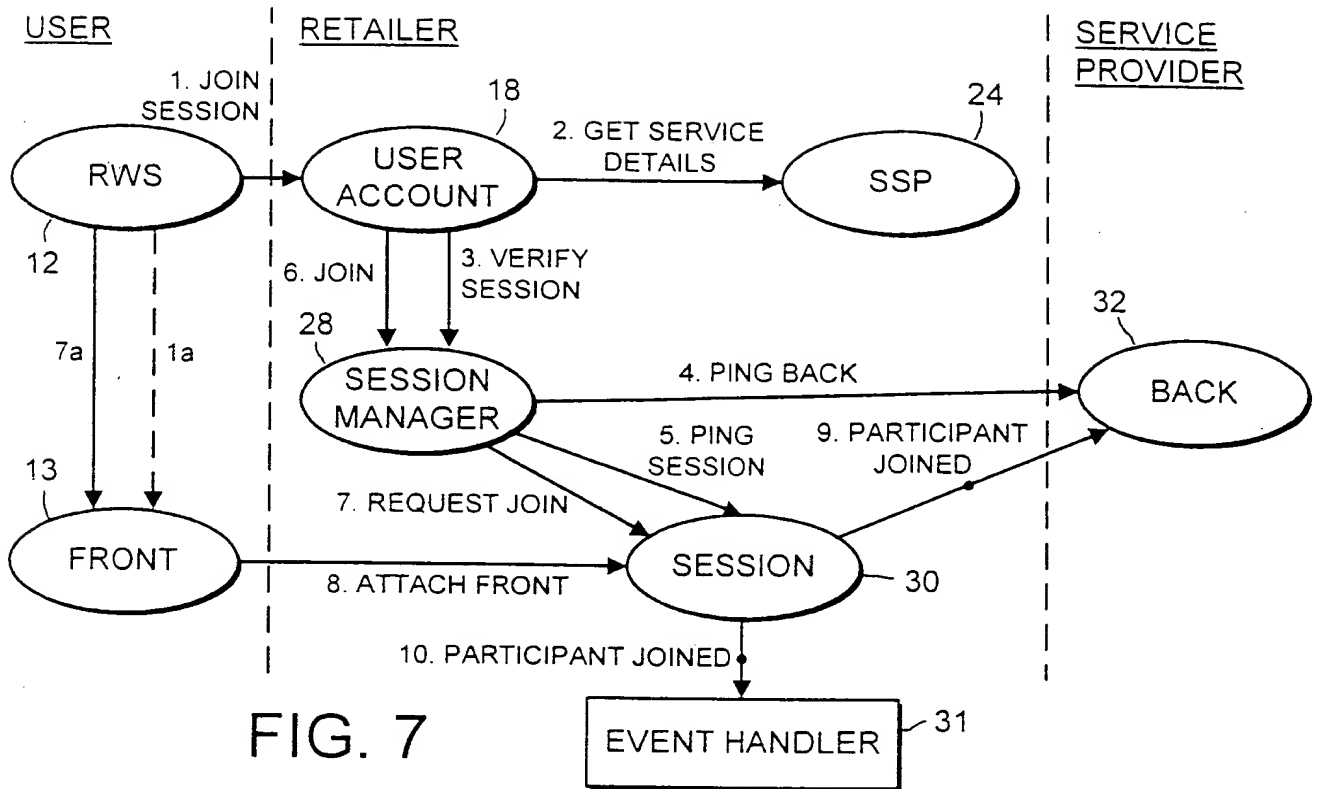 USER
RETAILER
SERVICE
PROVIDER
1. JOIN
SESSION
18
2. GET SERVICE
DETAILS
24
RWS
USER
ACCOUNT
SSP
12
6. JOIN
3. VERIFY
SESSION
7a
1a
28
32
SESSION
MANAGER
4. PING BACK
BACK
5. PING
SESSION
9. PARTICIPANT
JOINED
13
7. REQUEST JOIN
FRONT
8. ATTACH FRONT
SESSION
30
10. PARTICIPANT JOINED
FIG. 7
EVENT HANDLER
31